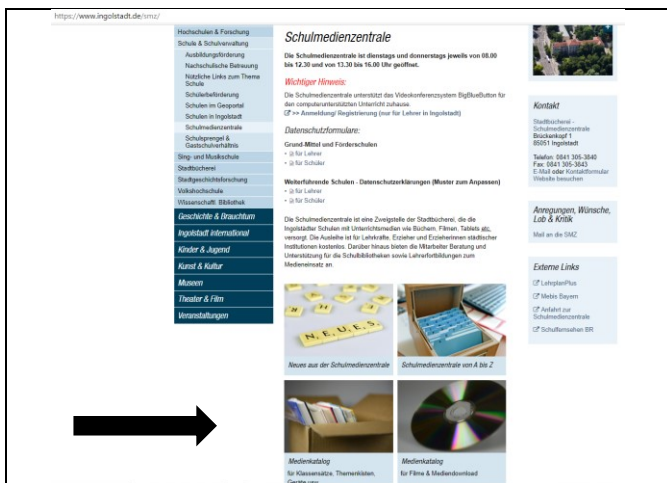 https://www.ingolstadt.de/smz/
Hochschulen & Forschung
Schule & Schulverwaltung
Ausbildungsförderung
Nachschulische Betreuung
Nützliche Links zum Thema
Schule
Schülerbeförderung
Schulen im Geoportal
Schulen in Ingolstadt
Schulmedienzentrale
Schulsprengel &
Gastschulverhältnis
Sing- und Musikschule
Stadtbücherei
Stadtgeschichtsforschung
Volkshochschule
Wissenschaftl. Bibliothek
Geschichte & Brauchtum
Ingolstadt international
Kinder & Jugend
Kunst & Kultur
Museen
Theater & Film
Veranstaltungen
Schulmedienzentrale
Die Schulmedienzentrale ist dienstags und donnerstags jeweils von 08.00
bis 12.30 und von 13.30 bis 16.00 Uhr geöffnet.
Wichtiger Hinweis:
Die Schulmedienzentrale unterstützt das Videokonferenzsystem BigBlueButton für
den computerunterstützten Unterricht zuhause.
>> Anmeldung/ Registrierung (nur für Lehrer in Ingolstadt)
Datenschutzformulare:
Grund-Mittel und Förderschulen
für Lehrer
für Schüler
Weiterführende Schulen - Datenschutzerklärungen (Muster zum Anpassen)
für Lehrer
für Schüler
Die Schulmedienzentrale ist eine Zweigstelle der Stadtbücherei, die die
Ingolstädter Schulen mit Unterrichtsmedien wie Büchern, Filmen, Tablets etc.
versorgt. Die Ausleihe ist für Lehrkräfte, Erzieher und Erzieherinnen städtischer
Institutionen kostenlos. Darüber hinaus bieten die Mitarbeiter Beratung und
Unterstützung für die Schulbibliotheken sowie Lehrerfortbildungen zum
Medieneinsatz an.
NEUES
Neues aus der Schulmedienzentrale
Schulmedienzentrale von A bis Z
Medienkatalog
für Klassensätze, Themenkisten,
Geräte usw.
Medienkatalog
für Filme & Mediendownload
Kontakt
Stadtbücherei -
Schulmedienzentrale
Brückenkopf 1
85051 Ingolstadt
Telefon: 0841 305-3840
Fax: 0841 305-3843
E-Mail oder Kontaktformular
Website besuchen
Anregungen, Wünsche,
Lob & Kritik
Mail an die SMZ
Externe Links
LehrplanPlus
Mebis Bayern
Anfahrt zur
Schulmedienzentrale
Schulfernsehen BR